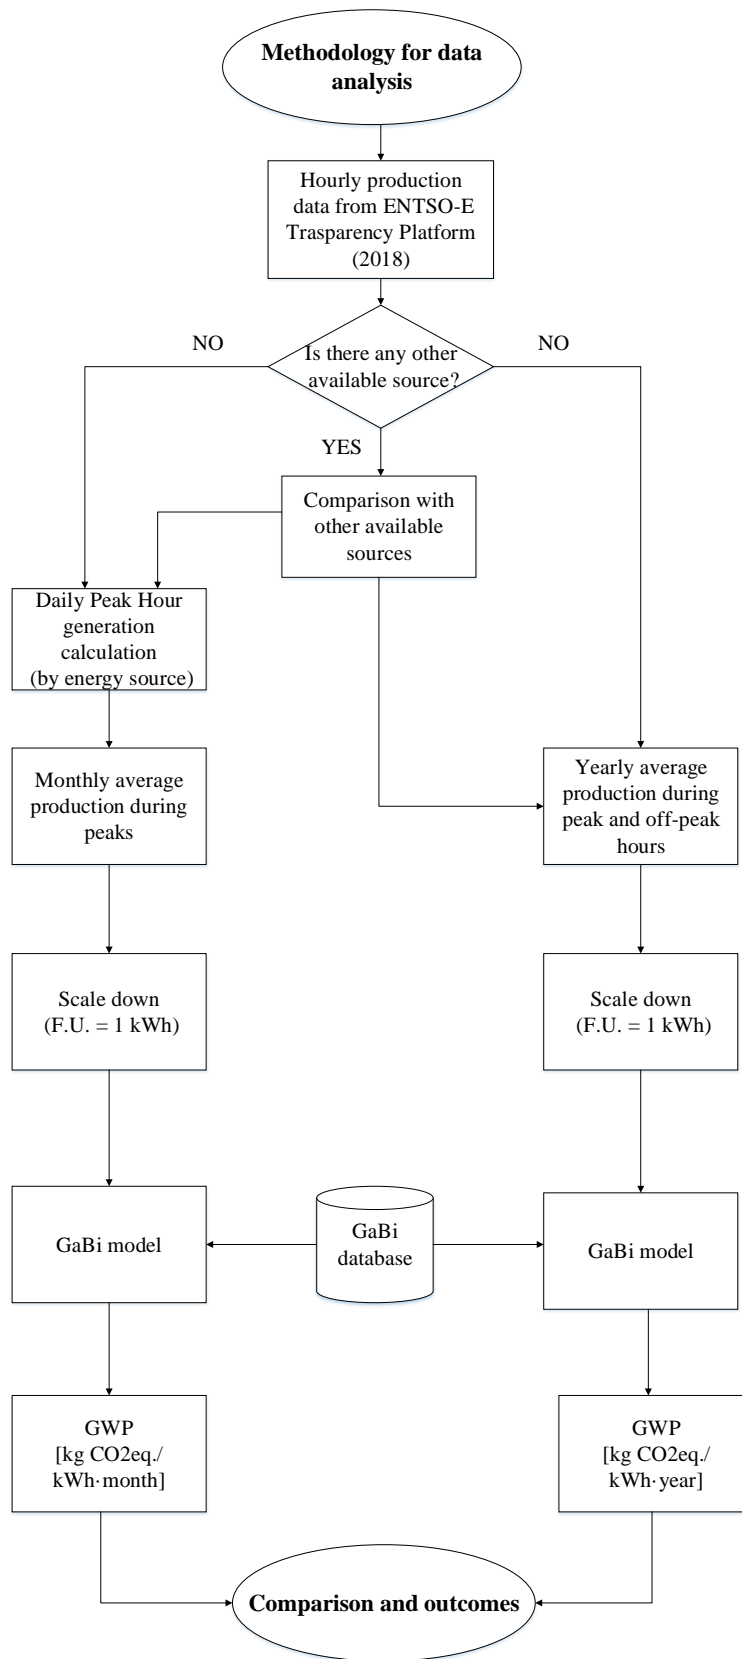 Methodology for data
analysis
Hourly production
data from ENTSO-E
Trasparency Platform
(2018)
NO
Is there any other
available source?
NO
YES
Comparison with
other available
sources
Daily Peak Hour
generation
calculation
(by energy source)
Monthly average
production during
peaks
Yearly average
production during
peak and off-peak
hours
Scale down
(F.U. = 1 kWh)
Scale down
(F.U. = 1 kWh)
GaBi model
GaBi
database
GaBi model
GWP
[kg CO2eq./
kWh·month]
GWP
[kg CO2eq./
kWh·year]
Comparison and outcomes